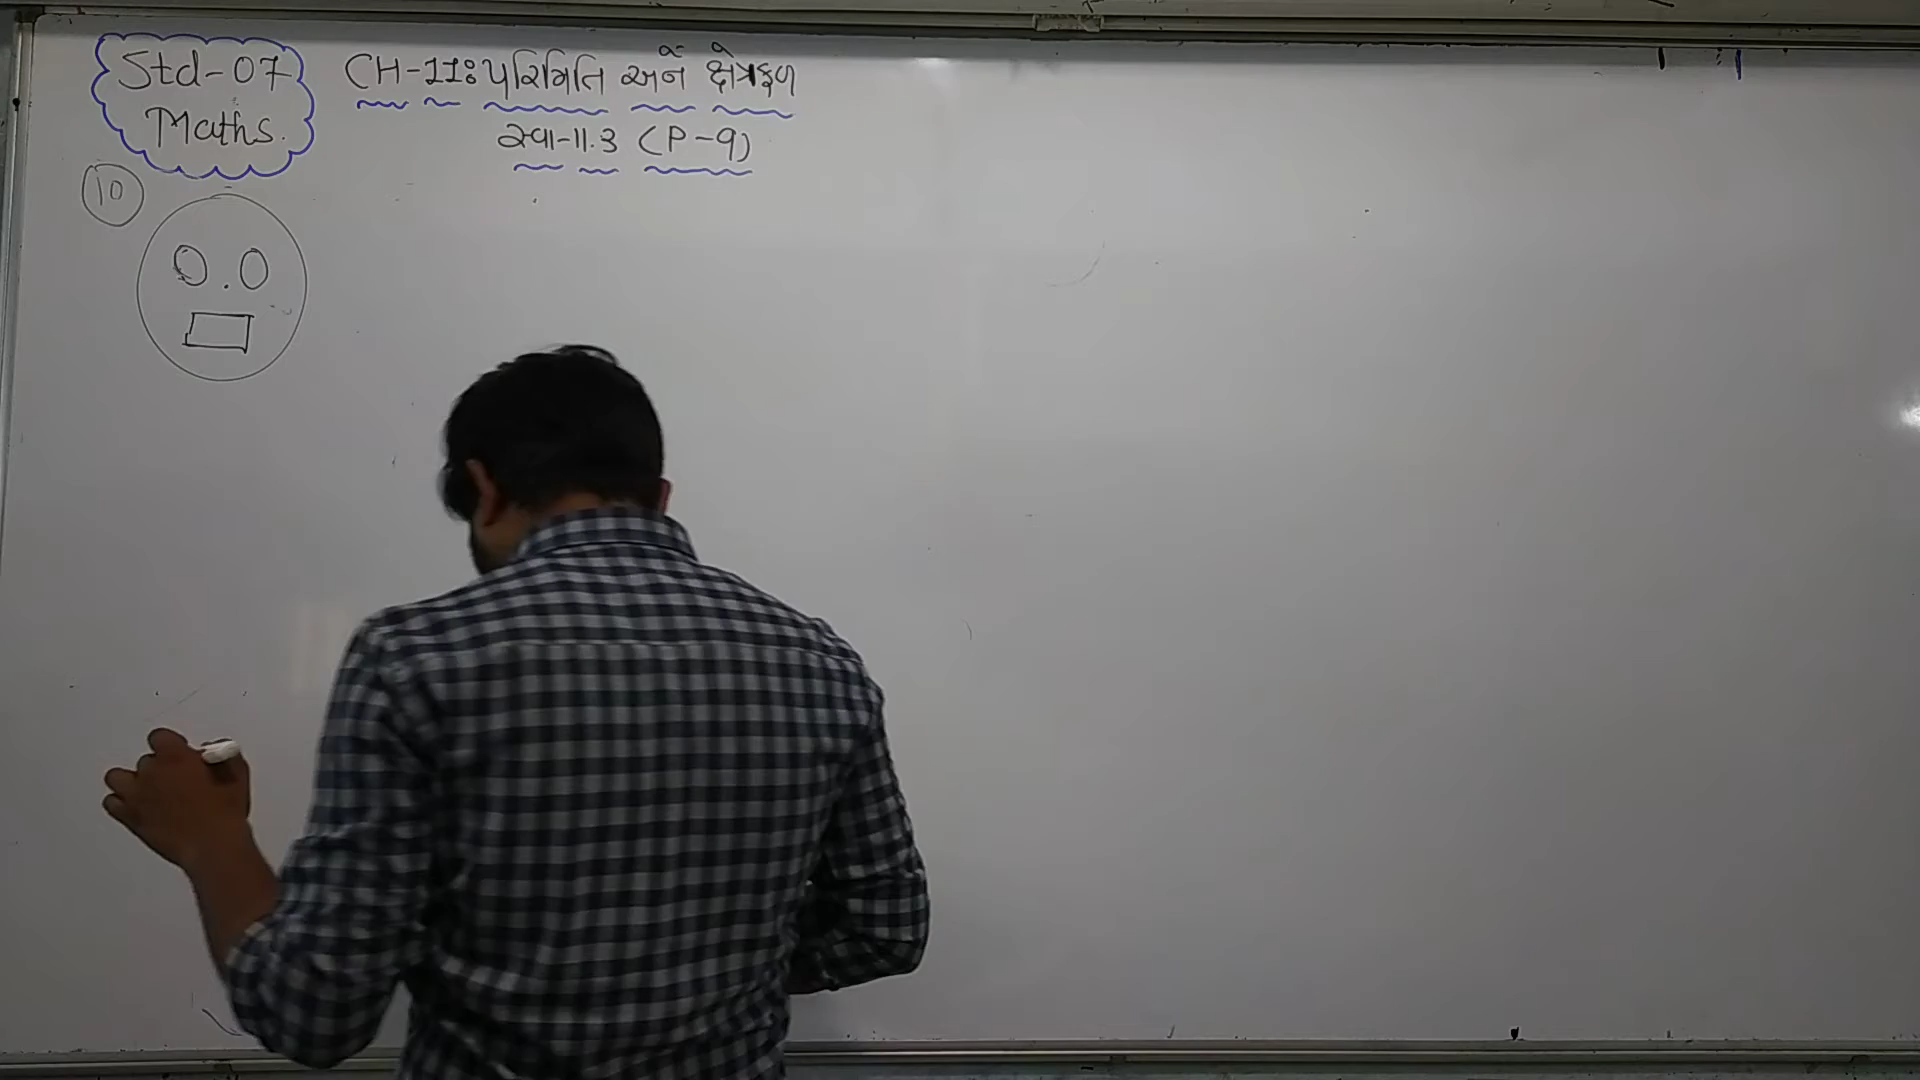 Std-07
Maths.
CH-11: પરિમિતિ અને ક્ષેત્રફળ
સ્વા-11.3 (P-9)
10